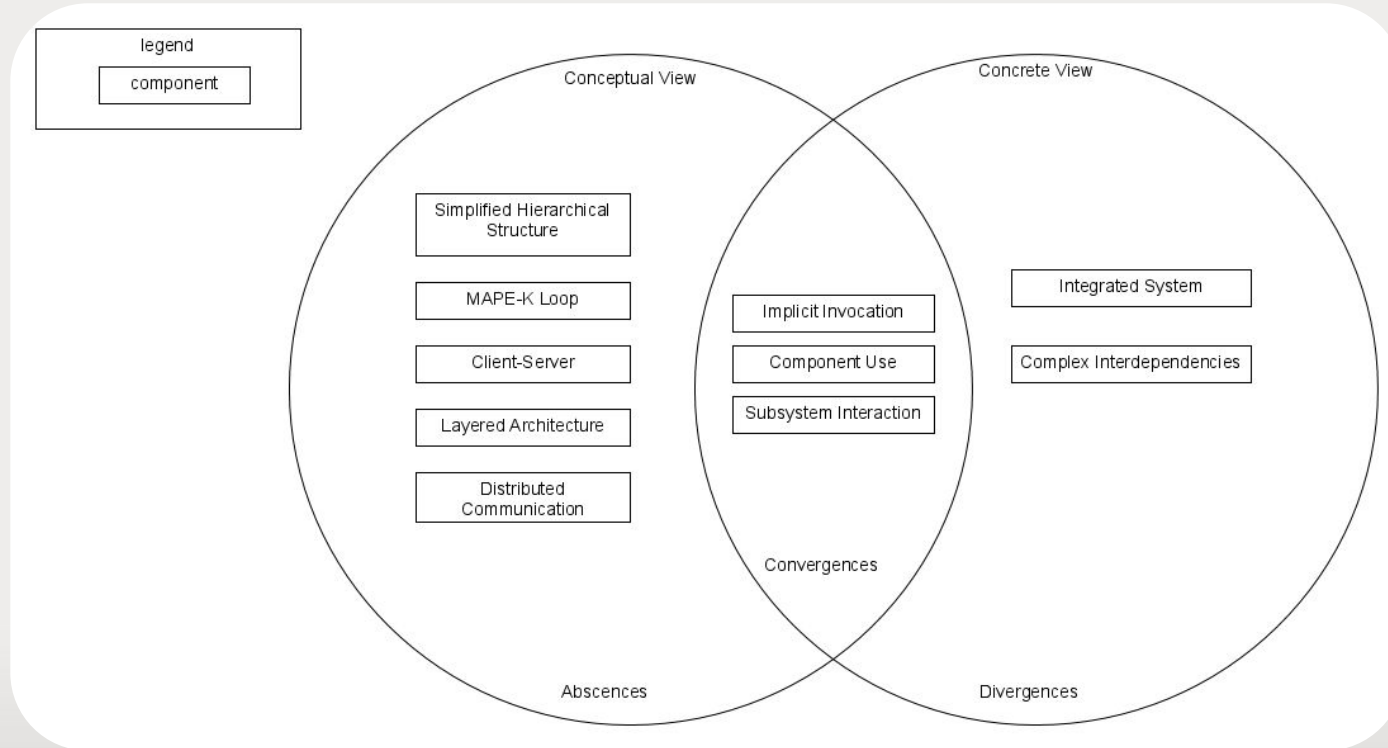 legend
component
Conceptual View
Concrete View
Simplified Hierarchical
Structure
MAPE-K Loop
Client-Server
Layered Architecture
Distributed
Communication
Implicit Invocation
Component Use
Subsystem Interaction
Convergences
Integrated System
Complex Interdependencies
Abscences
Divergences